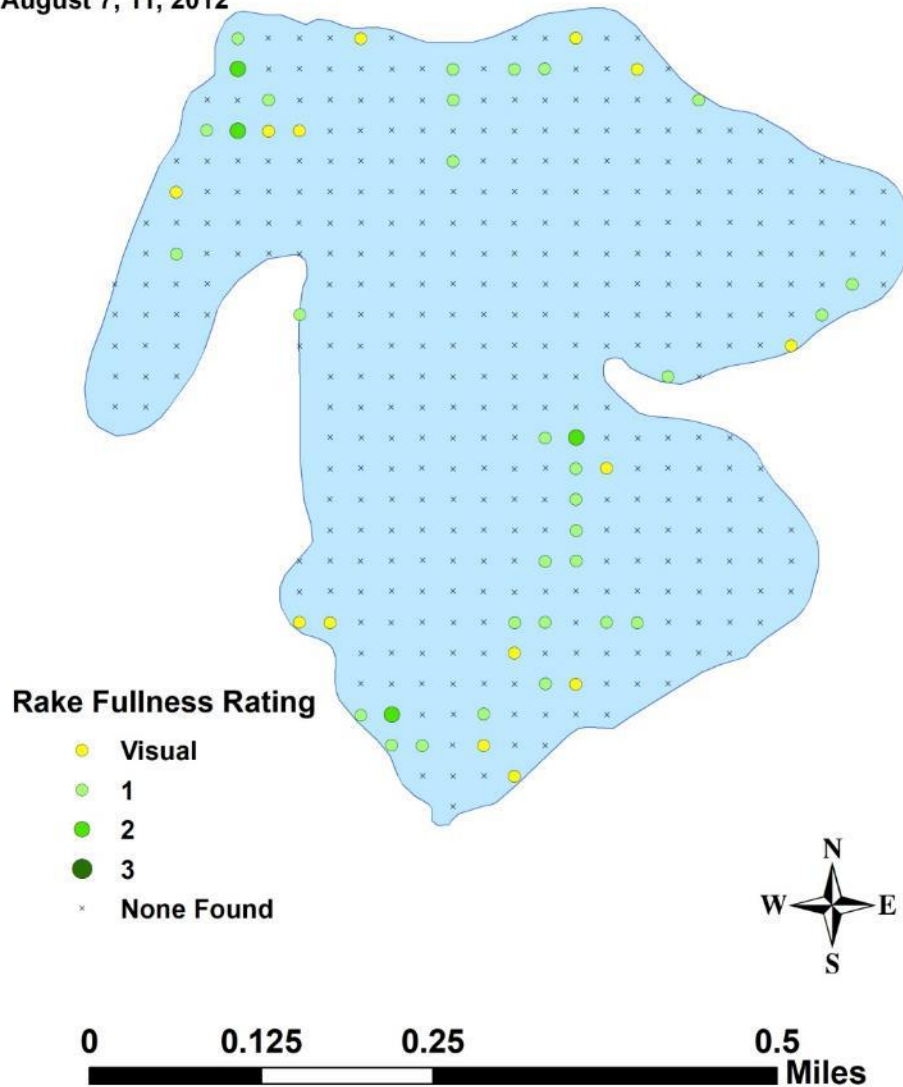 August 7, 11, 2012
Rake Fullness Rating
Visual
1
2
3
None Found
N
W E
S
0 0.125 0.25 0.5
Miles